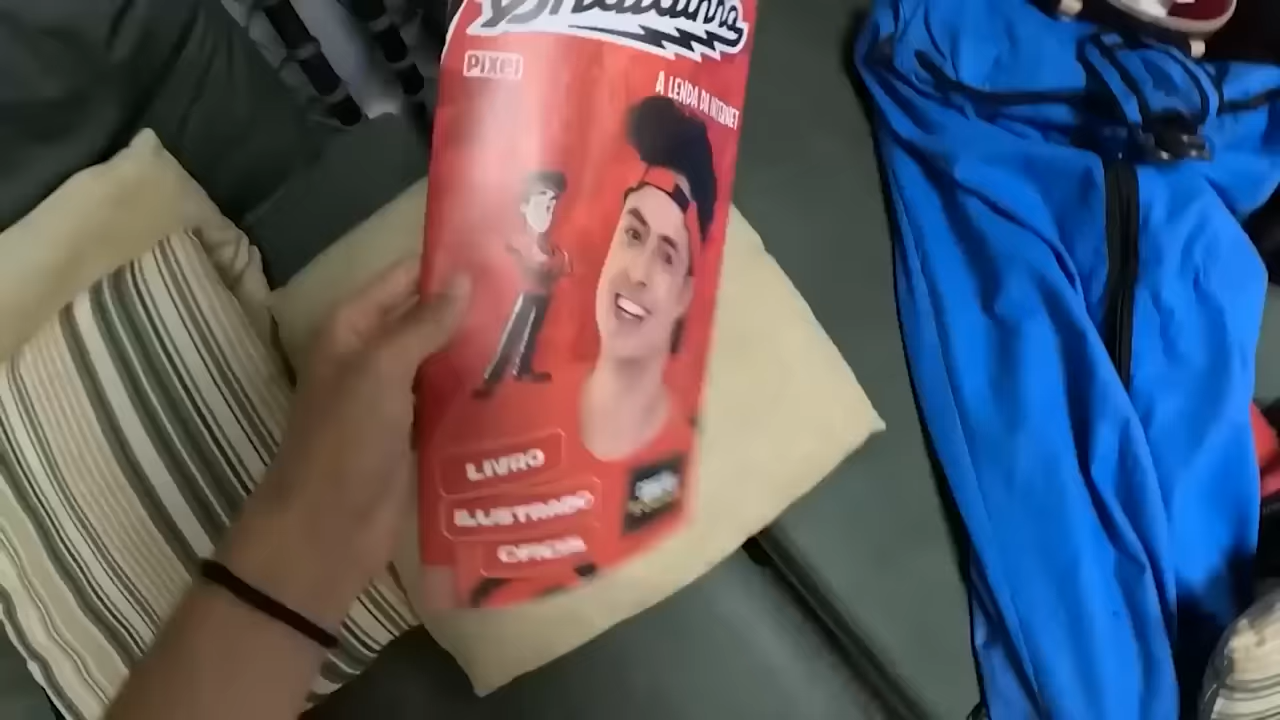 Pixel
A LENDA DA INTERNET
LIVRO
ILUSTRADO
OFICIAL